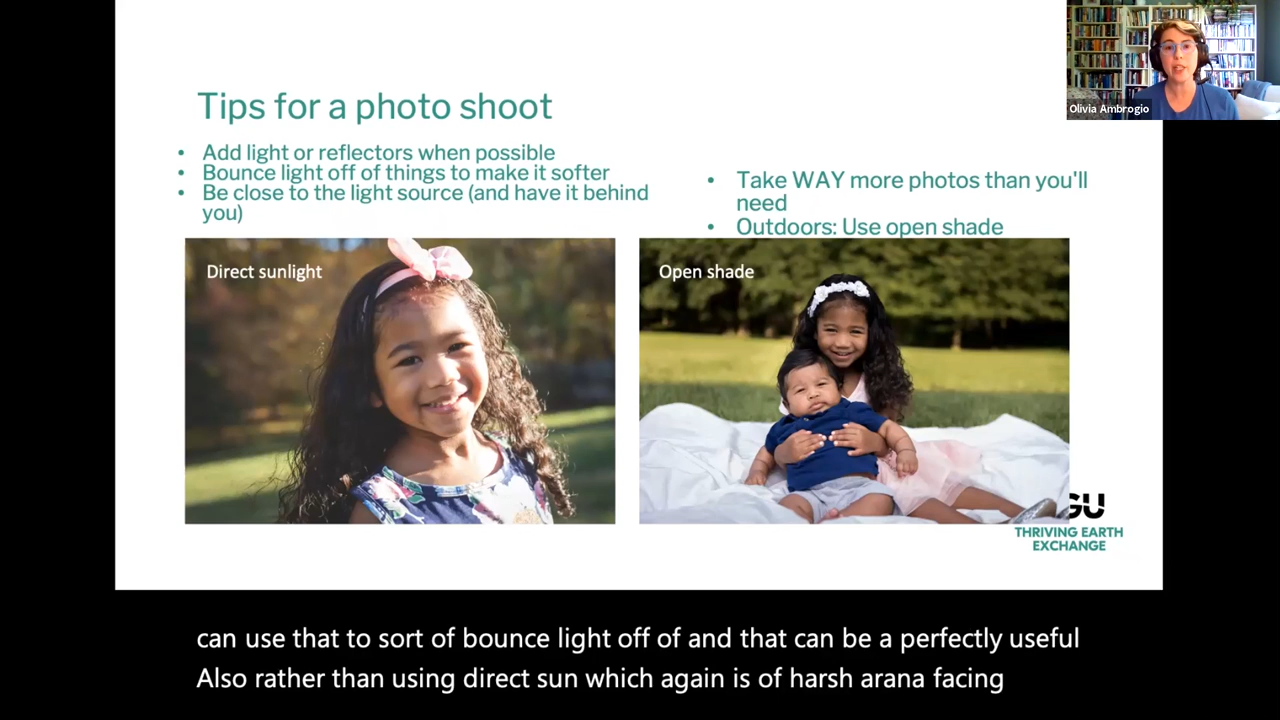 Olivia Ambrogio
Tips for a photo shoot
• Add light or reflectors when possible
• Bounce light off of things to make it softer
• Be close to the light source (and have it behind
you)
• Take WAY more photos than you'll
need
• Outdoors: Use open shade
Direct sunlight
Open shade
GU
THRIVING EARTH
EXCHANGE
can use that to sort of bounce light off of and that can be a perfectly useful
Also rather than using direct sun which again is of harsh arana facing